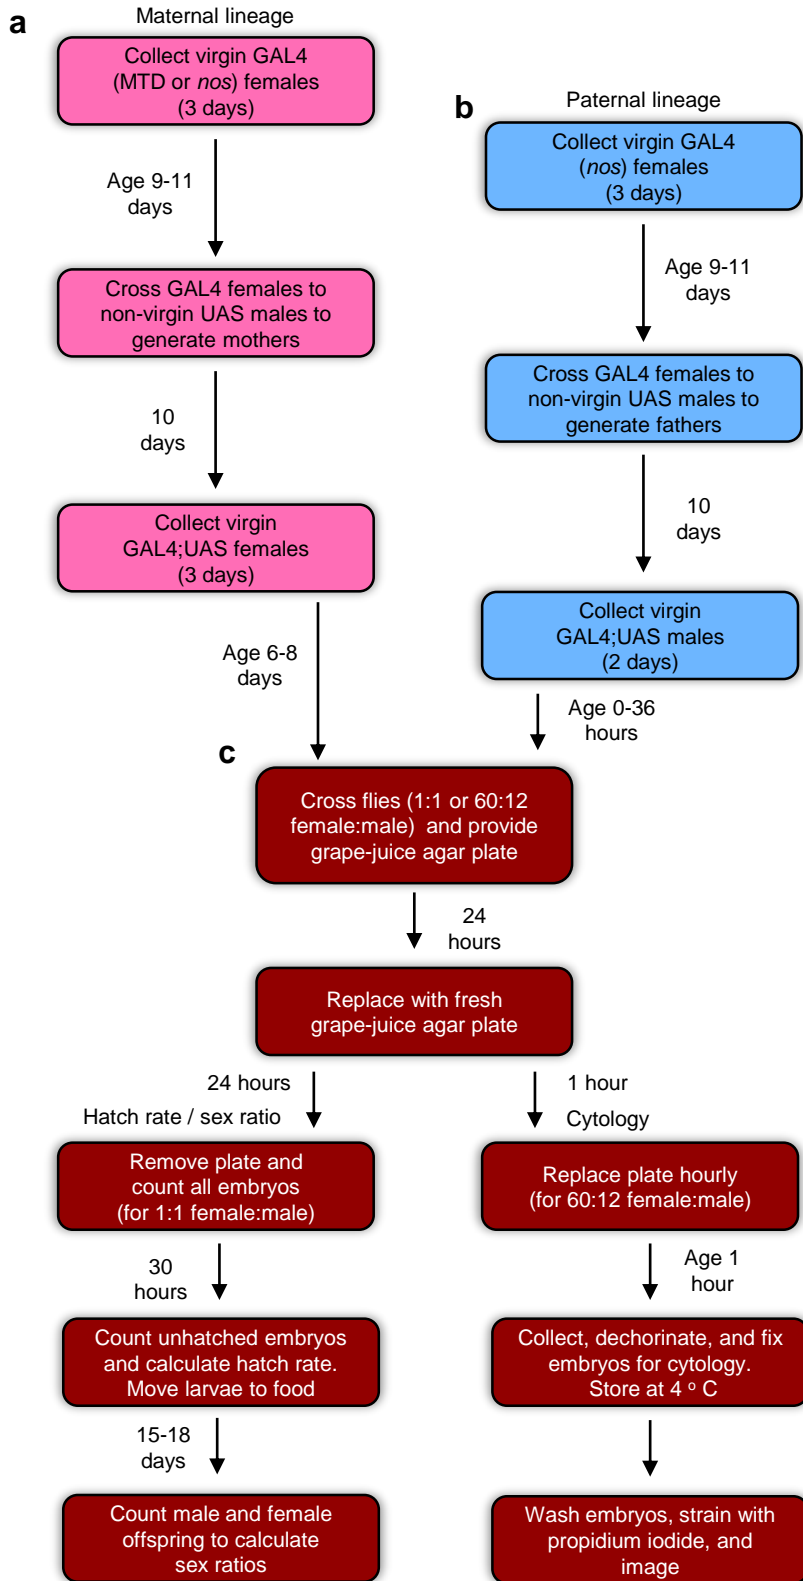 a
Maternal lineage
Collect virgin GAL4
(MTD or nos) females
(3 days)
Age 9-11
days
Cross GAL4 females to
non-virgin UAS males to
generate mothers
10
days
Collect virgin
GAL4;UAS females
(3 days)
Age 6-8
days
b
Paternal lineage
Collect virgin GAL4
(nos) females
(3 days)
Age 9-11
days
Cross GAL4 females to
non-virgin UAS males to
generate fathers
10
days
Collect virgin
GAL4;UAS males
(2 days)
Age 0-36
hours
c
Cross flies (1:1 or 60:12
female:male) and provide
grape-juice agar plate
24
hours
Replace with fresh
grape-juice agar plate
24 hours
Hatch rate / sex ratio
Remove plate and
count all embryos
(for 1:1 female:male)
30
hours
Count unhatched embryos
and calculate hatch rate.
Move larvae to food
15-18
days
Count male and female
offspring to calculate
sex ratios
1 hour
Cytology
Replace plate hourly
(for 60:12 female:male)
Age 1
hour
Collect, dechorinate, and fix
embryos for cytology.
Store at 4 º C
Wash embryos, strain with
propidium iodide, and
image